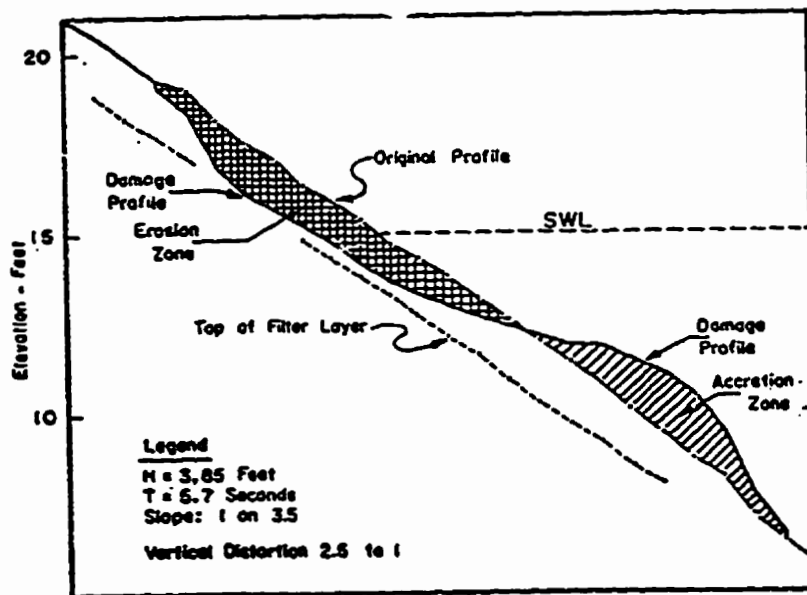 20
Original Profile
Damage
Profile
Erosion
Zone
SWL
15
Elevation - Feet
Top of Filter Layer
Damage
Profile
Accretion
Zone
10
Legend
H = 3.85 Feet
T = 5.7 Seconds
Slope: 1 on 3.5
Vertical Distortion 2.5 to 1